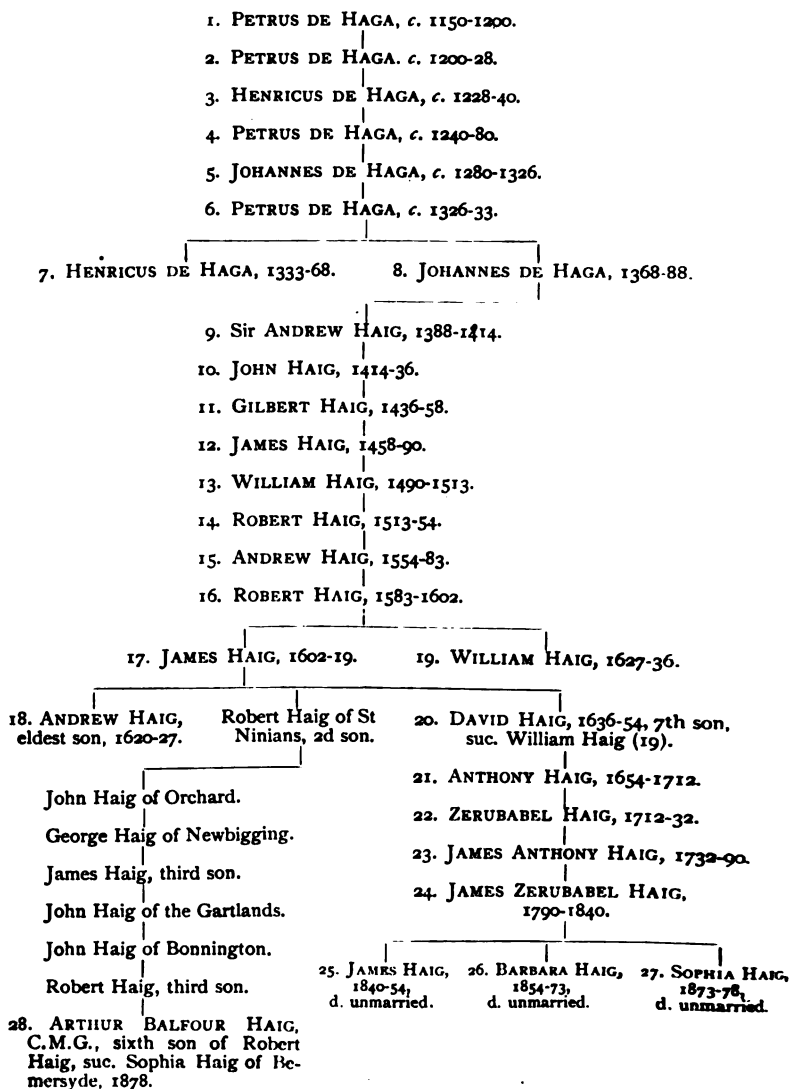 1. PETRUS DE HAGA, c. 1150-1200.
2. PETRUS DE HAGA. c. 1200-28.
3. HENRICUS DE HAGA, c. 1228-40.
4. PETRUS DE HAGA, c. 1240-80.
5. JOHANNES DE HAGA, c. 1280-1326.
6. PETRUS DE HAGA, c. 1326-33.
7. HENRICUS DE HAGA, 1333-68.
8. JOHANNES DE HAGA, 1368-88.
9. Sir ANDREW HAIG, 1388-1414.
10. JOHN HAIG, 1414-36.
11. GILBERT HAIG, 1436-58.
12. JAMES HAIG, 1458-90.
13. WILLIAM HAIG, 1490-1513.
14. ROBERT HAIG, 1513-54.
15. ANDREW HAIG, 1554-83.
16. ROBERT HAIG, 1583-1602.
17. JAMES HAIG, 1602-19.
19. WILLIAM HAIG, 1627-36.
18. ANDREW HAIG,
eldest son, 1620-27.
Robert Haig of St
Ninians, 2d son.
20. DAVID HAIG, 1636-54, 7th son,
suc. William Haig (19).
John Haig of Orchard.
George Haig of Newbigging.
James Haig, third son.
John Haig of the Gartlands.
John Haig of Bonnington.
Robert Haig, third son.
28. ARTHUR BALFOUR HAIG,
C.M.G., sixth son of Robert
Haig, suc. Sophia Haig of Be-
mersyde, 1878.
21. ANTHONY HAIG, 1654-1712.
22. ZERUBABEL HAIG, 1712-32.
23. JAMES ANTHONY HAIG, 1732-90.
24. JAMES ZERUBABEL HAIG,
1790-1840.
25. JAMES HAIG,
1840-54,
d. unmarried.
26. BARBARA HAIG,
1854-73,
d. unmarried.
27. SOPHIA HAIG,
1873-78,
d. unmarried.